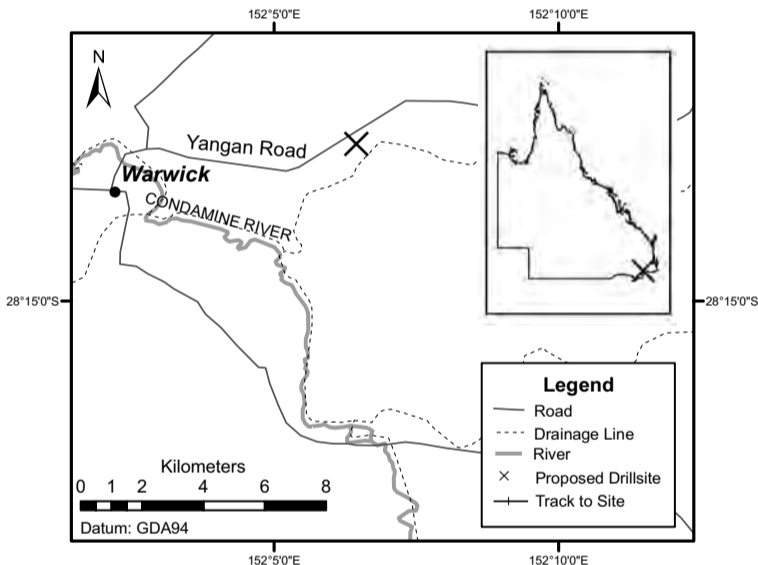 152°5'0"E 152°10'0"E
N
Yangan Road
Warwick
CONDAMINE RIVER
28°15'0"S 28°15'0"S
Legend
Road
Drainage Line
River
Proposed Drillsite
Track to Site
Kilometers
0 1 2 4 6 8
Datum: GDA94
152°5'0"E 152°10'0"E